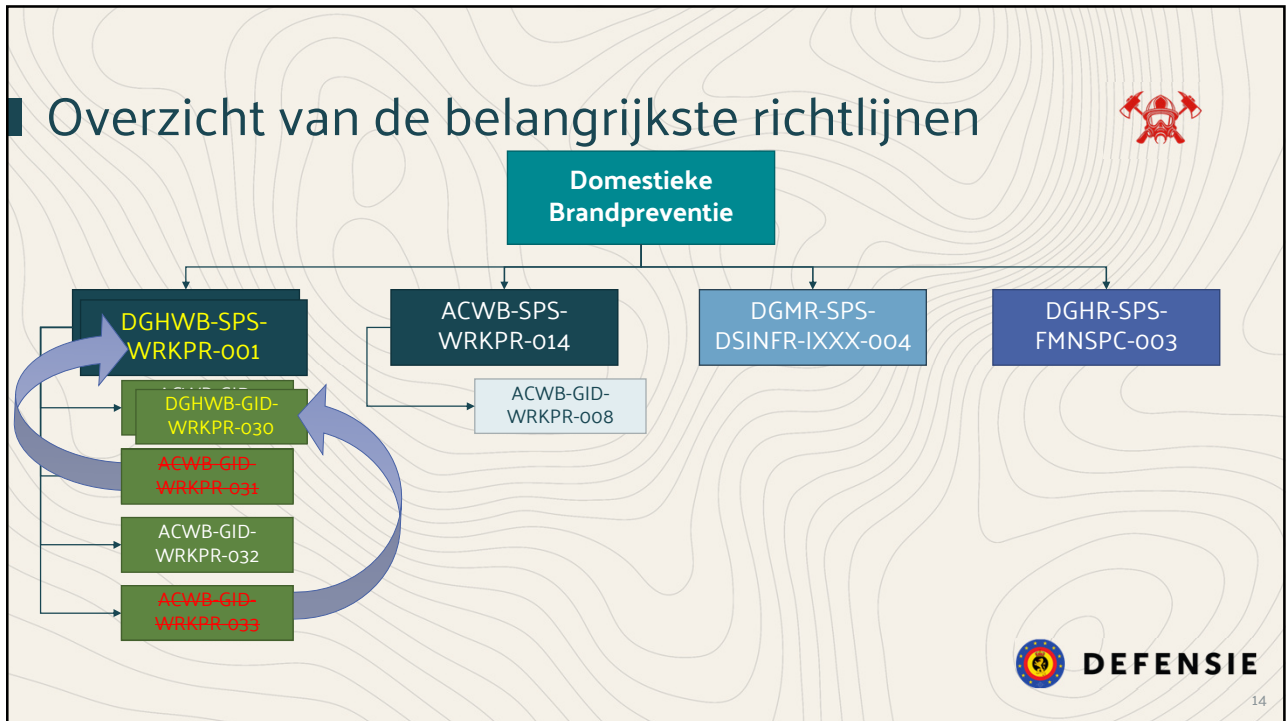 Overzicht van de belangrijkste richtlijnen
Domestieke
Brandpreventie
DGHWB-SPS-
WRKPR-001
ACWB-SPS-
WRKPR-014
DGMR-SPS-
DSINFR-IXXX-004
DGHR-SPS-
FMNSPC-003
ACWB-GID-
DGHWB-GID-
WRKPR-030
ACWB-GID-
WRKPR-008
ACWB-GID-
WRKPR-031
ACWB-GID-
WRKPR-032
ACWB-GID-
WRKPR-033
DEFENSIE
14